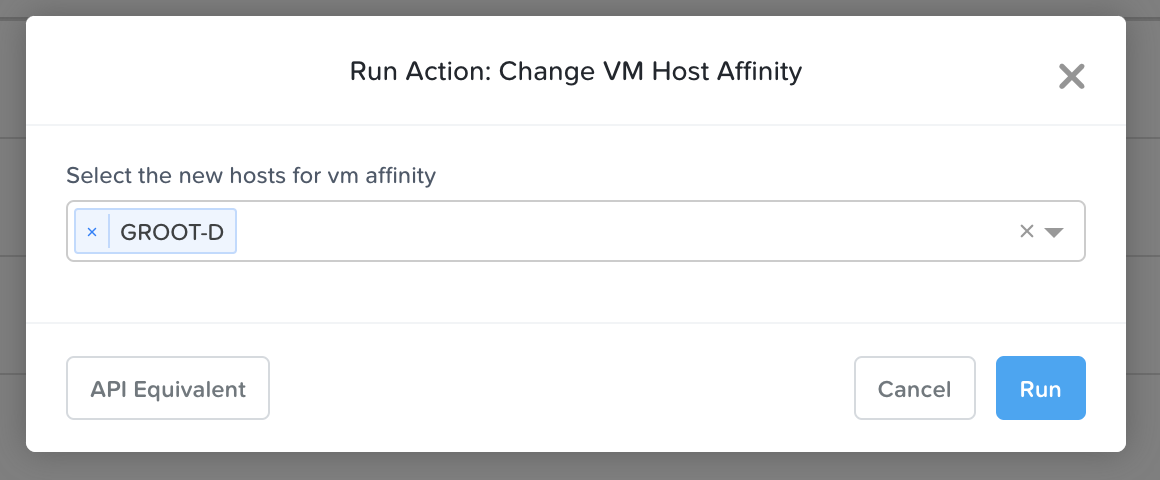 Run Action: Change VM Host Affinity
Select the new hosts for vm affinity
× GROOT-D
API Equivalent
Cancel
Run